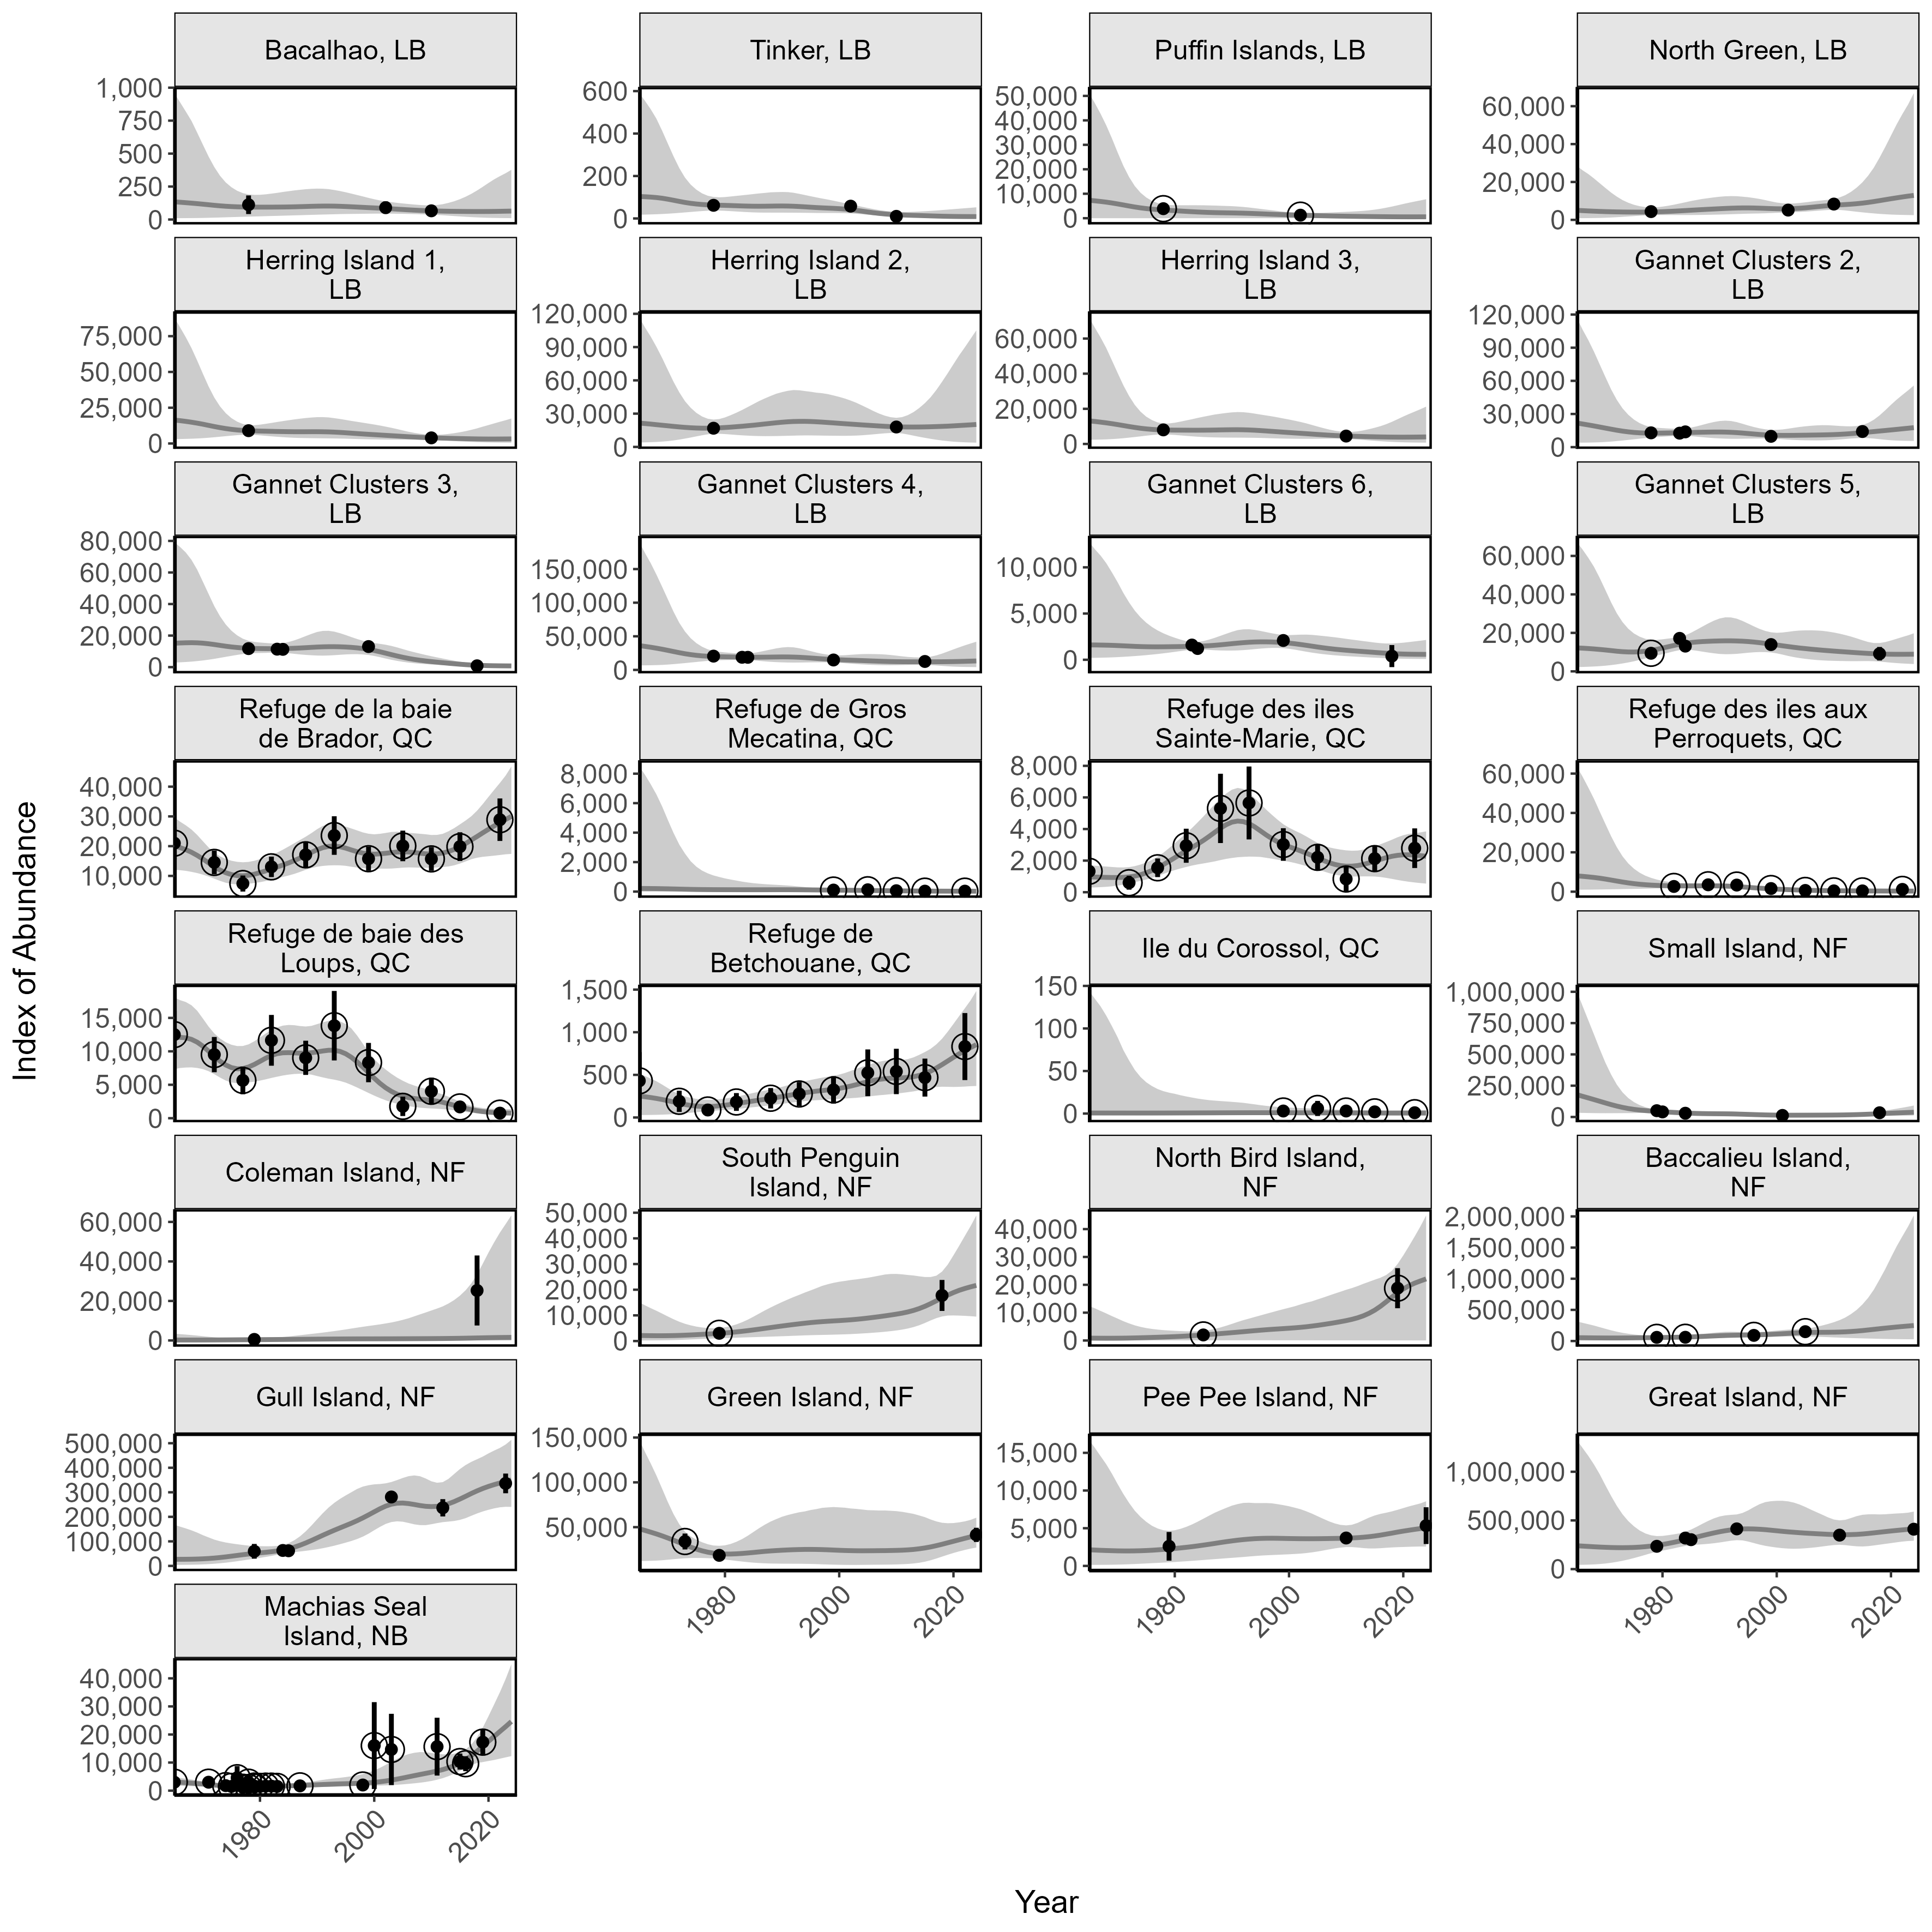 Bacalhao, LB
1,000
750
500
250
0
Tinker, LB
600
400
200
0
Puffin Islands, LB
50,000
40,000
30,000
20,000
10,000
0
North Green, LB
60,000
40,000
20,000
0
Herring Island 1,
LB
75,000
50,000
25,000
0
Herring Island 2,
LB
120,000
90,000
60,000
30,000
0
Herring Island 3,
LB
60,000
40,000
20,000
0
Gannet Clusters 2,
LB
120,000
90,000
60,000
30,000
0
Gannet Clusters 3,
LB
80,000
60,000
40,000
20,000
0
Gannet Clusters 4,
LB
150,000
100,000
50,000
0
Gannet Clusters 6,
LB
10,000
5,000
0
Gannet Clusters 5,
LB
60,000
40,000
20,000
0
Refuge de la baie
de Brador, QC
40,000
30,000
20,000
10,000
Refuge de Gros
Mecatina, QC
8,000
6,000
4,000
2,000
0
Refuge des iles
Sainte-Marie, QC
8,000
6,000
4,000
2,000
0
Refuge des iles aux
Perroquets, QC
60,000
40,000
20,000
0
Refuge de baie des
Loups, QC
15,000
10,000
5,000
0
Refuge de
Betchouane, QC
1,500
1,000
500
0
Ile du Corossol, QC
150
100
50
0
Small Island, NF
1,000,000
750,000
500,000
250,000
0
Coleman Island, NF
60,000
40,000
20,000
0
South Penguin
Island, NF
50,000
40,000
30,000
20,000
10,000
0
North Bird Island,
NF
40,000
30,000
20,000
10,000
0
Baccalieu Island,
NF
2,000,000
1,500,000
1,000,000
500,000
0
Gull Island, NF
500,000
400,000
300,000
200,000
100,000
0
Green Island, NF
150,000
100,000
50,000
1980
2000
2020
Pee Pee Island, NF
15,000
10,000
5,000
0
1980
2000
2020
Great Island, NF
1,000,000
500,000
0
1980
2000
2020
Machias Seal
Island, NB
40,000
30,000
20,000
10,000
0
1980
2000
2020
Index of Abundance
Year